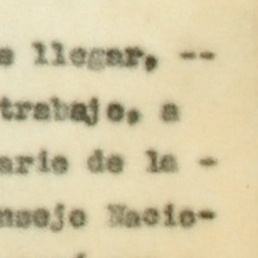 e llegar, --
trabajo, a
arie de la -
nsejo Nacio-